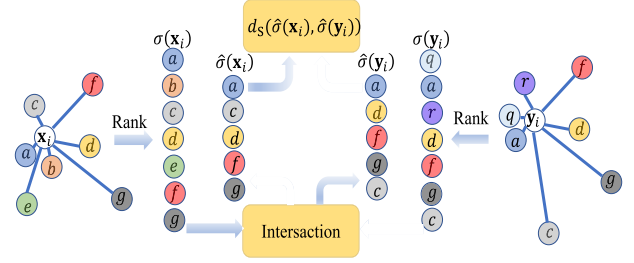 d_S(σ̂(𝐱_i), σ̂(𝐲_i))
σ(𝐱_i)
σ̂(𝐱_i)
σ̂(𝐲_i)
σ(𝐲_i)
f
c
𝐱_i
a
b
d
e
g
Rank
a
b
c
d
e
f
g
a
c
d
f
g
Intersaction
a
d
f
g
c
q
a
r
d
f
g
c
Rank
r
f
q
𝐲_i
a
d
g
c